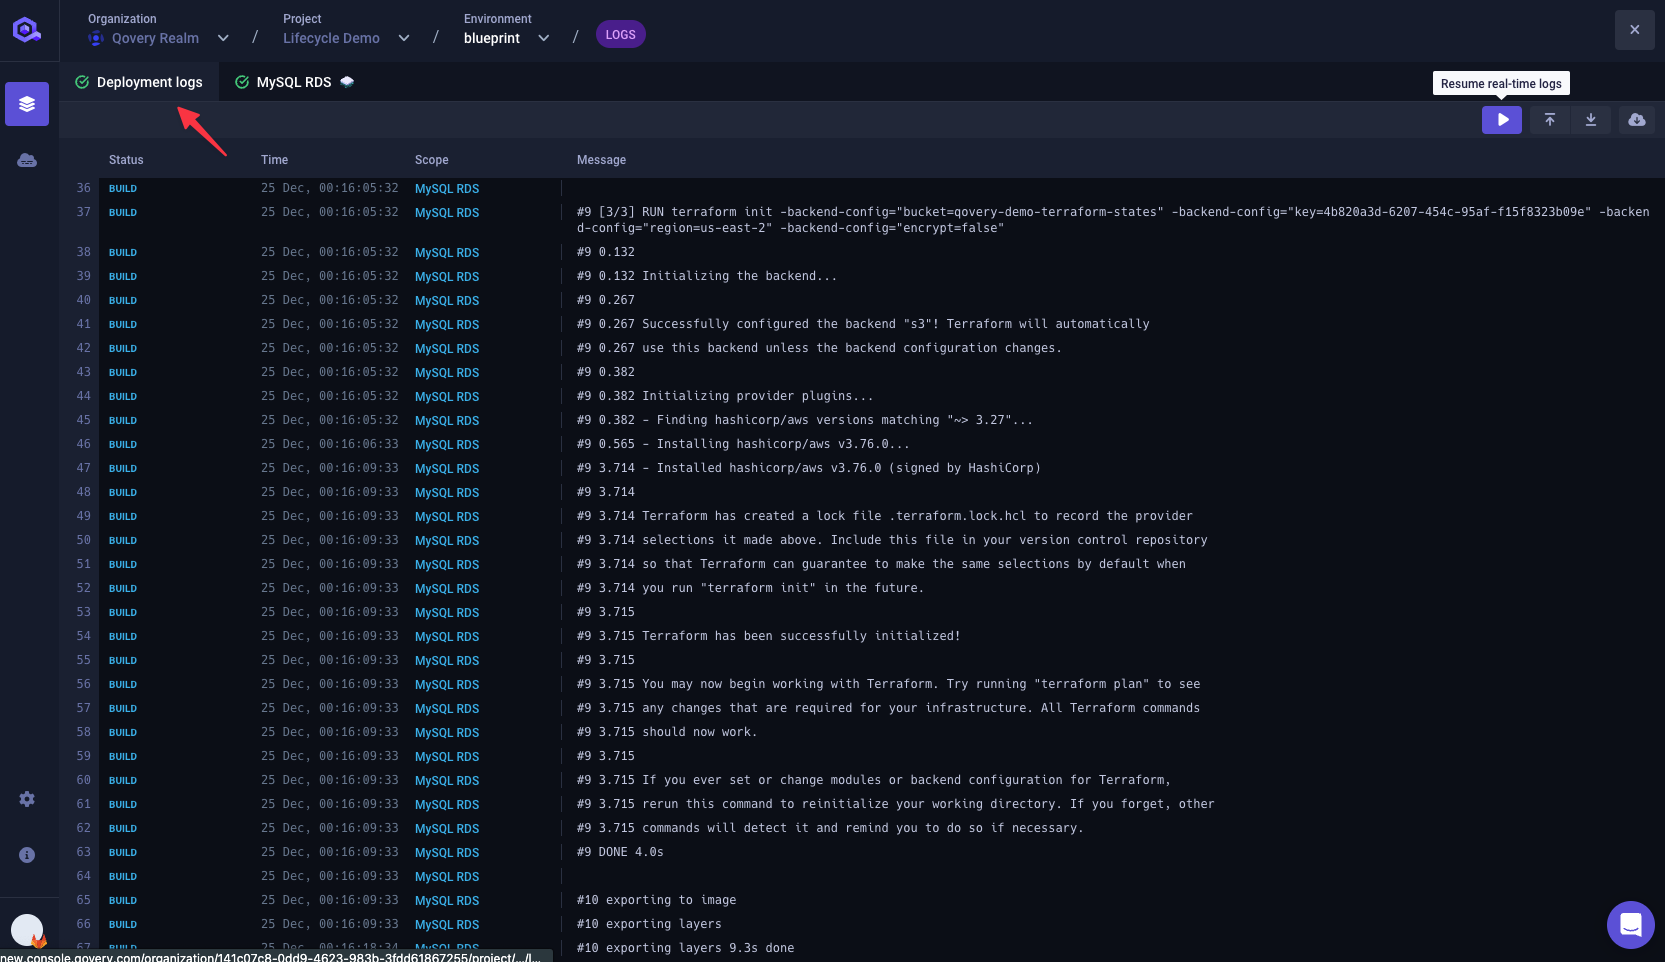 Organization
Project
Environment
Qovery Realm / Lifecycle Demo / blueprint / LOGS
Deployment logs
MySQL RDS
Resume real-time logs
Status Time Scope Message
36 BUILD 25 Dec, 00:16:05:32 MySQL RDS
37 BUILD 25 Dec, 00:16:05:32 MySQL RDS #9 [3/3] RUN terraform init -backend-config="bucket=qovery-demo-terraform-states" -backend-config="key=4b820a3d-6207-454c-95af-f15f8323b09e" -backen
d-config="region=us-east-2" -backend-config="encrypt=false"
38 BUILD 25 Dec, 00:16:05:32 MySQL RDS #9 0.132
39 BUILD 25 Dec, 00:16:05:32 MySQL RDS #9 0.132 Initializing the backend...
40 BUILD 25 Dec, 00:16:05:32 MySQL RDS #9 0.267
41 BUILD 25 Dec, 00:16:05:32 MySQL RDS #9 0.267 Successfully configured the backend "s3"! Terraform will automatically
42 BUILD 25 Dec, 00:16:05:32 MySQL RDS #9 0.267 use this backend unless the backend configuration changes.
43 BUILD 25 Dec, 00:16:05:32 MySQL RDS #9 0.382
44 BUILD 25 Dec, 00:16:05:32 MySQL RDS #9 0.382 Initializing provider plugins...
45 BUILD 25 Dec, 00:16:05:32 MySQL RDS #9 0.382 - Finding hashicorp/aws versions matching "~> 3.27"...
46 BUILD 25 Dec, 00:16:06:33 MySQL RDS #9 0.565 - Installing hashicorp/aws v3.76.0...
47 BUILD 25 Dec, 00:16:09:33 MySQL RDS #9 3.714 - Installed hashicorp/aws v3.76.0 (signed by HashiCorp)
48 BUILD 25 Dec, 00:16:09:33 MySQL RDS #9 3.714
49 BUILD 25 Dec, 00:16:09:33 MySQL RDS #9 3.714 Terraform has created a lock file .terraform.lock.hcl to record the provider
50 BUILD 25 Dec, 00:16:09:33 MySQL RDS #9 3.714 selections it made above. Include this file in your version control repository
51 BUILD 25 Dec, 00:16:09:33 MySQL RDS #9 3.714 so that Terraform can guarantee to make the same selections by default when
52 BUILD 25 Dec, 00:16:09:33 MySQL RDS #9 3.714 you run "terraform init" in the future.
53 BUILD 25 Dec, 00:16:09:33 MySQL RDS #9 3.715
54 BUILD 25 Dec, 00:16:09:33 MySQL RDS #9 3.715 Terraform has been successfully initialized!
55 BUILD 25 Dec, 00:16:09:33 MySQL RDS #9 3.715
56 BUILD 25 Dec, 00:16:09:33 MySQL RDS #9 3.715 You may now begin working with Terraform. Try running "terraform plan" to see
57 BUILD 25 Dec, 00:16:09:33 MySQL RDS #9 3.715 any changes that are required for your infrastructure. All Terraform commands
58 BUILD 25 Dec, 00:16:09:33 MySQL RDS #9 3.715 should now work.
59 BUILD 25 Dec, 00:16:09:33 MySQL RDS #9 3.715
60 BUILD 25 Dec, 00:16:09:33 MySQL RDS #9 3.715 If you ever set or change modules or backend configuration for Terraform,
61 BUILD 25 Dec, 00:16:09:33 MySQL RDS #9 3.715 rerun this command to reinitialize your working directory. If you forget, other
62 BUILD 25 Dec, 00:16:09:33 MySQL RDS #9 3.715 commands will detect it and remind you to do so if necessary.
63 BUILD 25 Dec, 00:16:09:33 MySQL RDS #9 DONE 4.0s
64 BUILD 25 Dec, 00:16:09:33 MySQL RDS
65 BUILD 25 Dec, 00:16:09:33 MySQL RDS #10 exporting to image
66 BUILD 25 Dec, 00:16:09:33 MySQL RDS #10 exporting layers
67 BUILD 25 Dec, 00:16:18:34 MySQL RDS #10 exporting layers 9.3s done
new.console.qovery.com/organization/141c07c8-0dd9-4623-983b-3fdd61867255/project/.../l...